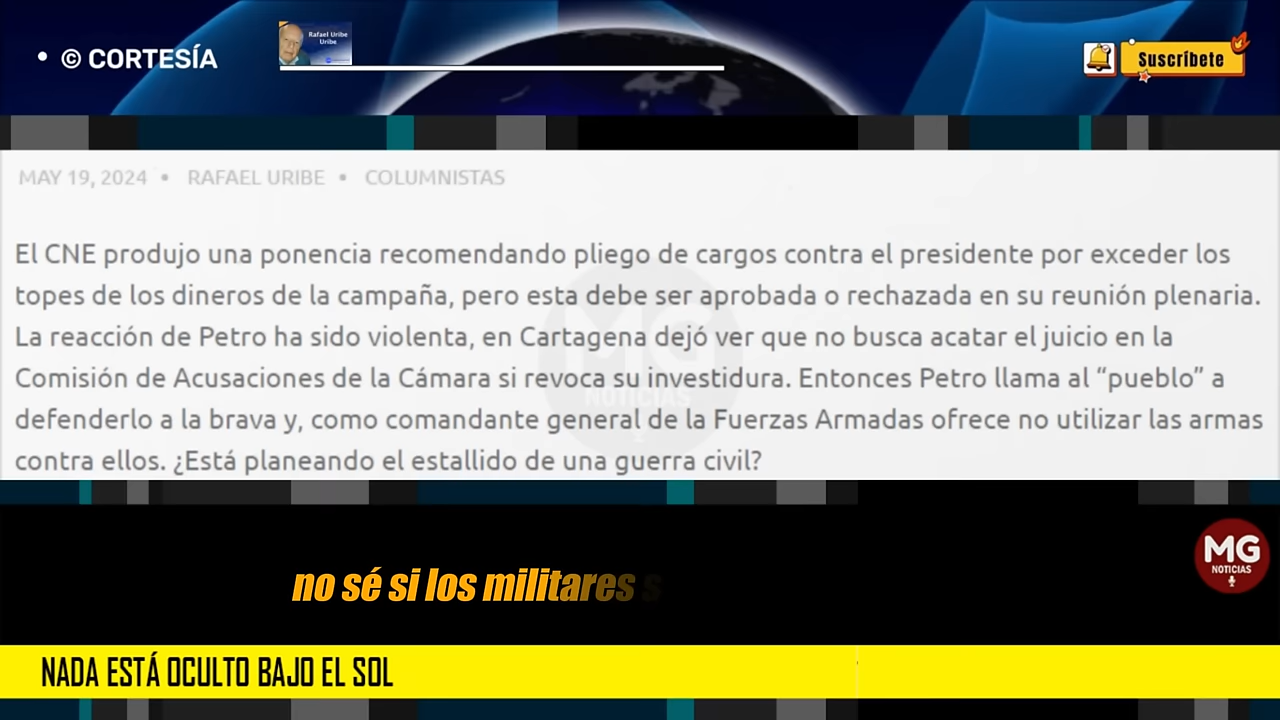 • © CORTESÍA
Rafael Uribe
Uribe
Suscríbete
MAY 19, 2024 • RAFAEL URIBE • COLUMNISTAS
El CNE produjo una ponencia recomendando pliego de cargos contra el presidente por exceder los
topes de los dineros de la campaña, pero esta debe ser aprobada o rechazada en su reunión plenaria.
La reacción de Petro ha sido violenta, en Cartagena dejó ver que no busca acatar el juicio en la
Comisión de Acusaciones de la Cámara si revoca su investidura. Entonces Petro llama al “pueblo” a
defenderlo a la brava y, como comandante general de la Fuerzas Armadas ofrece no utilizar las armas
contra ellos. ¿Está planeando el estallido de una guerra civil?
MG
NOTICIAS
no sé si los militares s
MG
NOTICIAS
NADA ESTÁ OCULTO BAJO EL SOL